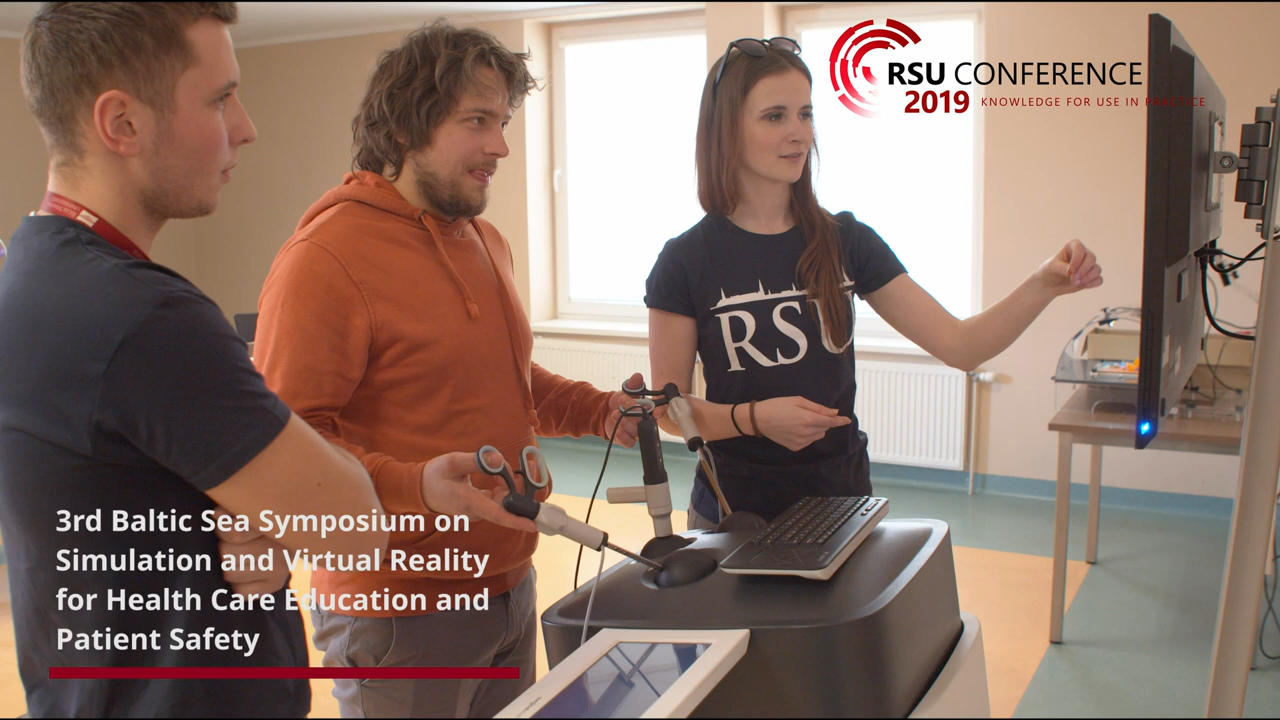 RSU CONFERENCE
2019 KNOWLEDGE FOR USE IN PRACTICE
RSU
3rd Baltic Sea Symposium on
Simulation and Virtual Reality
for Health Care Education and
Patient Safety